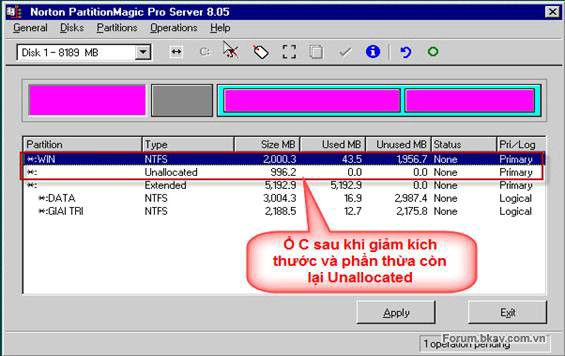 Norton PartitionMagic Pro Server 8.05
General Disks Partitions Operations Help
Disk 1 - 8189 MB
C:
Partition Type Size MB Used MB Unused MB Status Pri/Log
*:WIN NTFS 2,000.3 43.5 1,956.7 None Primary
*: Unallocated 996.2 0.0 0.0 None Primary
*: Extended 5,192.9 5,192.9 0.0 None Primary
*:DATA NTFS 3,004.3 16.9 2,987.4 None Logical
*:GIAI TRI NTFS 2,188.5 12.7 2,175.8 None Logical
Ổ C sau khi giảm kích
thước và phần thừa còn
lại Unallocated
Apply Exit
Forum.bkav.com.vn
1 operation pending